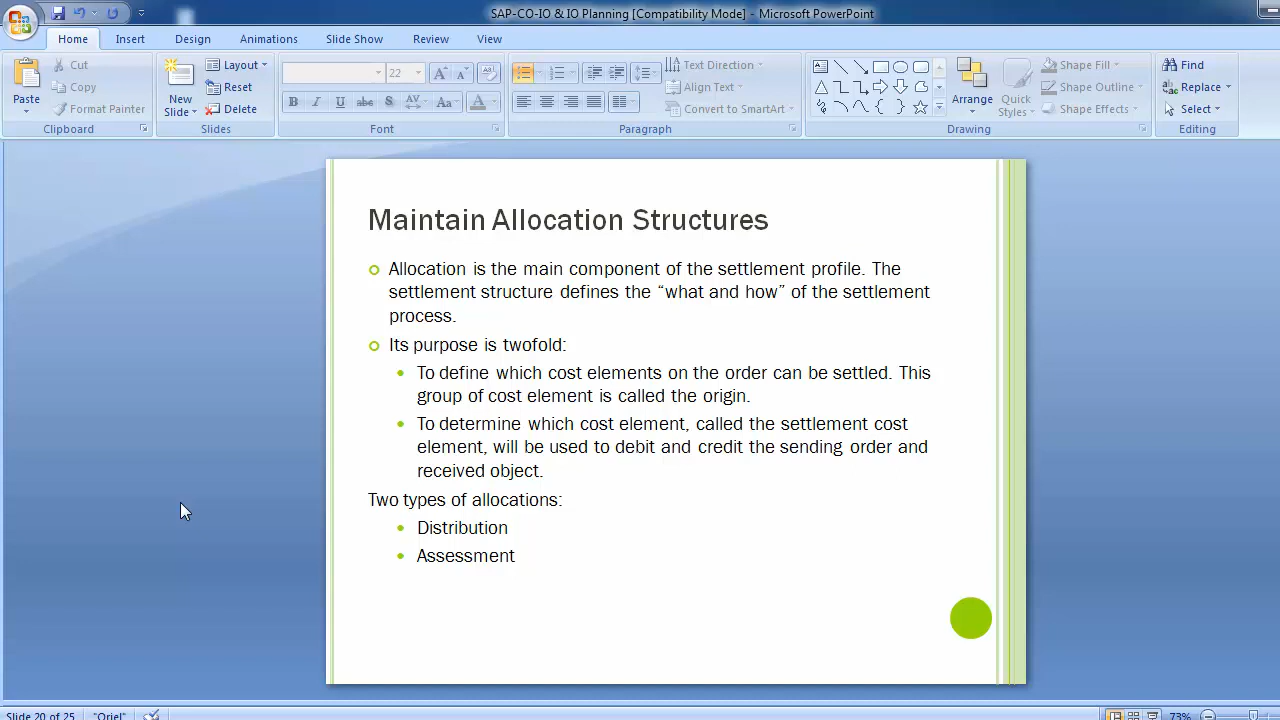 SAP-CO-IO & IO Planning [Compatibility Mode] - Microsoft PowerPoint
Home Insert Design Animations Slide Show Review View
Paste
Cut
Copy
Format Painter
Clipboard
New
Slide
Layout
Reset
Delete
Slides
22
B I U abc S AV Aa A
Font
Text Direction
Align Text
Convert to SmartArt
Paragraph
Arrange
Quick
Styles
Shape Fill
Shape Outline
Shape Effects
Drawing
Find
Replace
Select
Editing
Maintain Allocation Structures
Allocation is the main component of the settlement profile. The
settlement structure defines the “what and how” of the settlement
process.
Its purpose is twofold:
To define which cost elements on the order can be settled. This
group of cost element is called the origin.
To determine which cost element, called the settlement cost
element, will be used to debit and credit the sending order and
received object.
Two types of allocations:
Distribution
Assessment
Slide 20 of 25 "Oriel" 73%